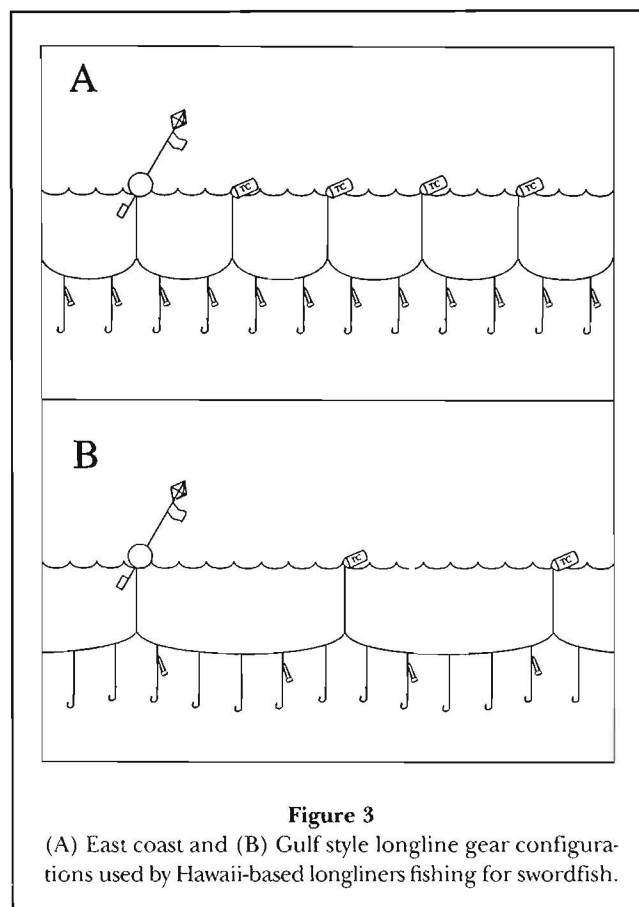 A
TC TC TC TC
B
TC TC
Figure 3
(A) East coast and (B) Gulf style longline gear configura-
tions used by Hawaii-based longliners fishing for swordfish.